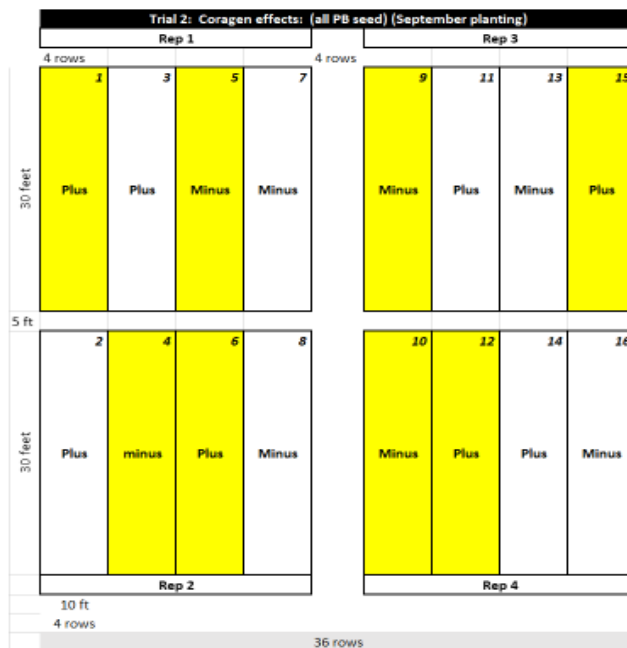 Trial 2: Coragen effects: (all PB seed) (September planting)
Rep 1 Rep 3
4 rows 4 rows
1 3 5 7 9 11 13 15
30 feet
Plus Plus Minus Minus Minus Plus Minus Plus
5 ft
2 4 6 8 10 12 14 16
30 feet
Plus minus Plus Minus Minus Plus Plus Minus
Rep 2 Rep 4
10 ft
4 rows
36 rows